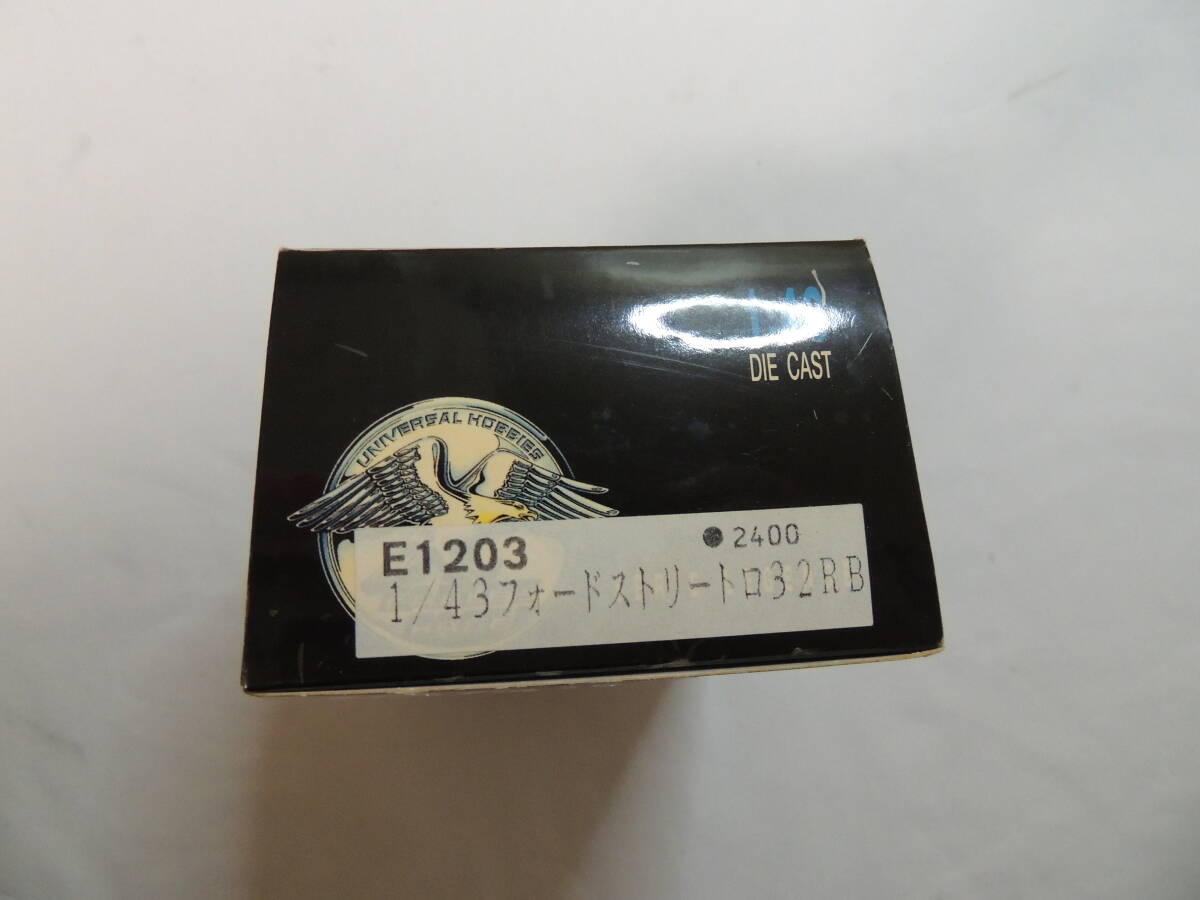 DIE CAST
UNIVERSAL HOBBIES
E1203 ●2400
1/43フォードストリートロ32RB